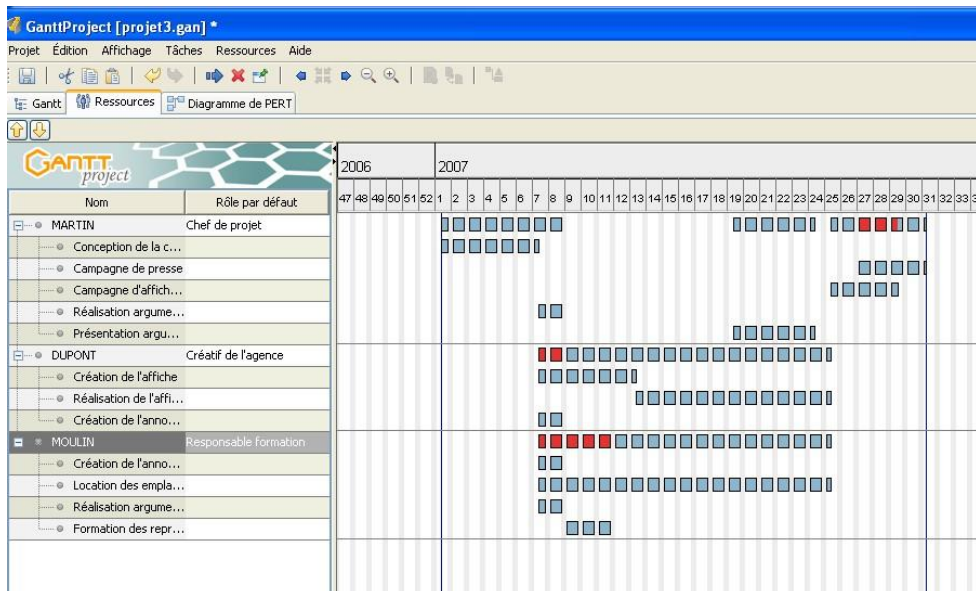 GanttProject [projet3.gan] *
Projet Édition Affichage Tâches Ressources Aide
Gantt Ressources Diagramme de PERT
GANTT project
2006 2007
Nom Rôle par défaut
47 48 49 50 51 52 1 2 3 4 5 6 7 8 9 10 11 12 13 14 15 16 17 18 19 20 21 22 23 24 25 26 27 28 29 30 31 32 33
MARTIN Chef de projet
Conception de la c...
Campagne de presse
Campagne d'affich...
Réalisation argume...
Présentation argu...
DUPONT Créatif de l'agence
Création de l'affiche
Réalisation de l'affi...
Création de l'anno...
MOULIN Responsable formation
Création de l'anno...
Location des empla...
Réalisation argume...
Formation des repr...